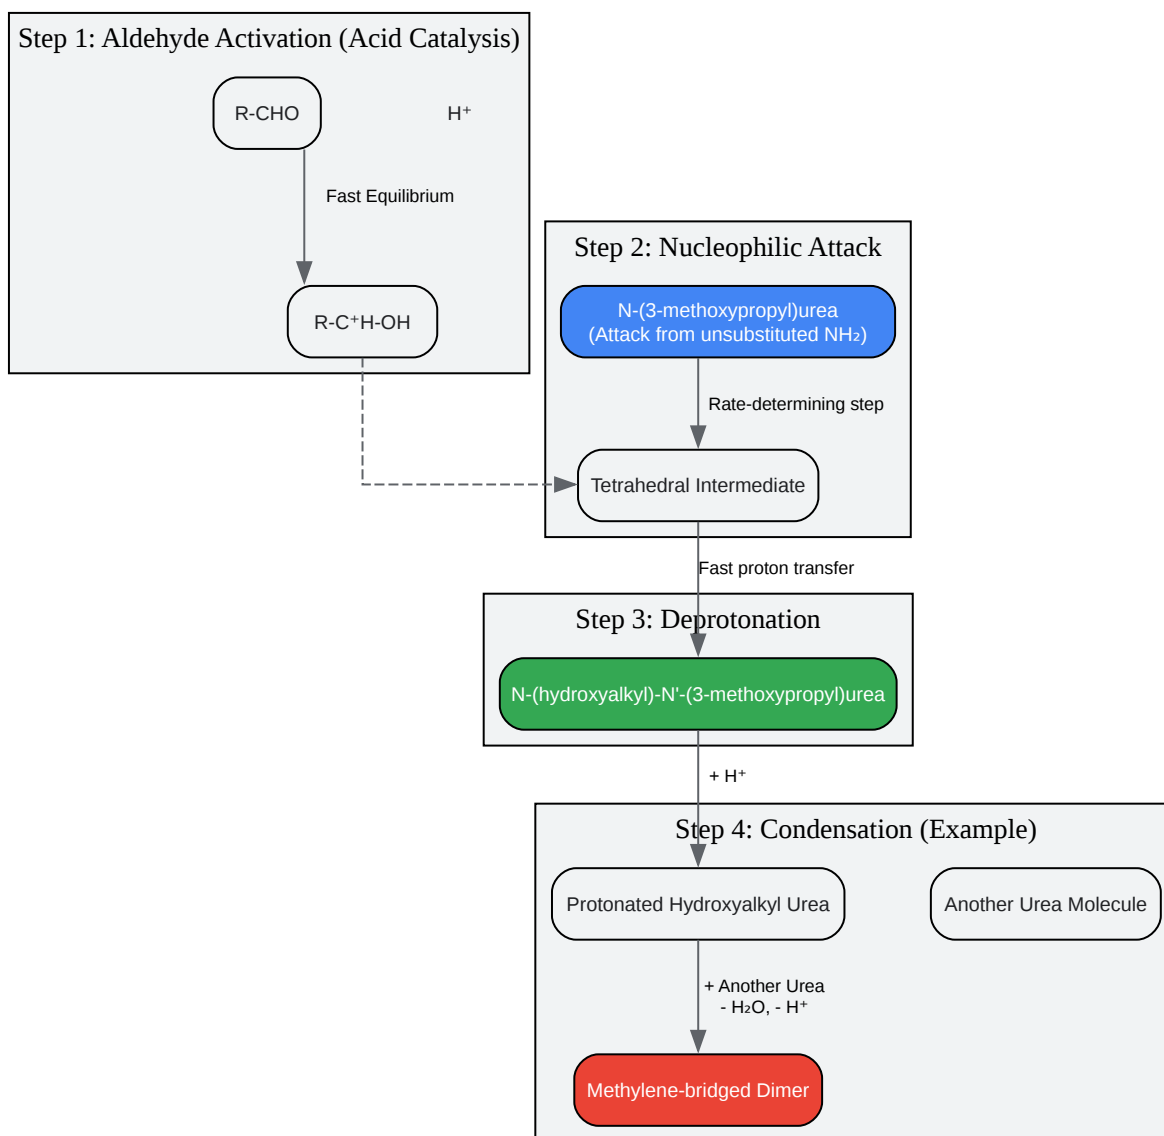 Step 1: Aldehyde Activation (Acid Catalysis)
R-CHO
H⁺
Fast Equilibrium
R-C⁺H-OH
Step 2: Nucleophilic Attack
N-(3-methoxypropyl)urea
(Attack from unsubstituted NH₂)
Rate-determining step
Tetrahedral Intermediate
Fast proton transfer
Step 3: Deprotonation
N-(hydroxyalkyl)-N'-(3-methoxypropyl)urea
+ H⁺
Step 4: Condensation (Example)
Protonated Hydroxyalkyl Urea
Another Urea Molecule
+ Another Urea
- H₂O, - H⁺
Methylene-bridged Dimer